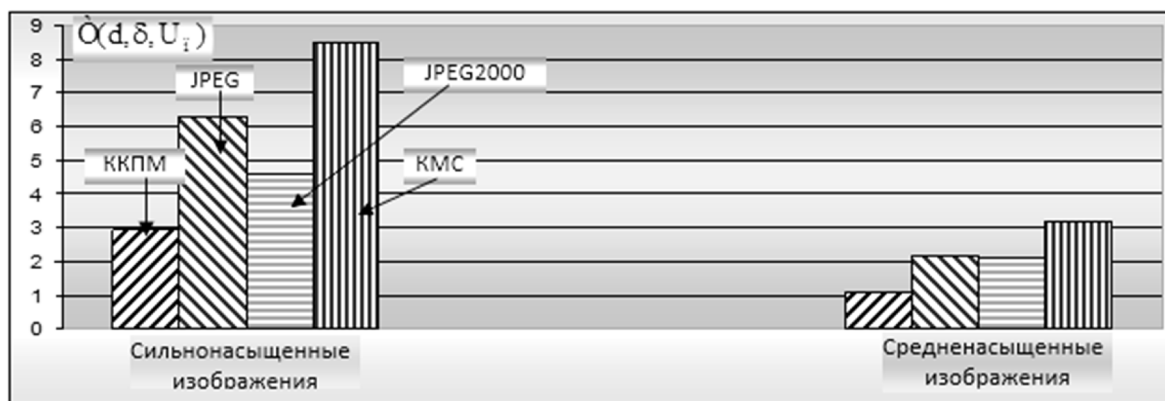 9
Ò(d,δ,U ï )
8
JPEG
JPEG2000
7
6
5
ККПМ
КМС
4
3
2
1
0
Сильнонасыщенные
изображения
Средненасыщенные
изображения